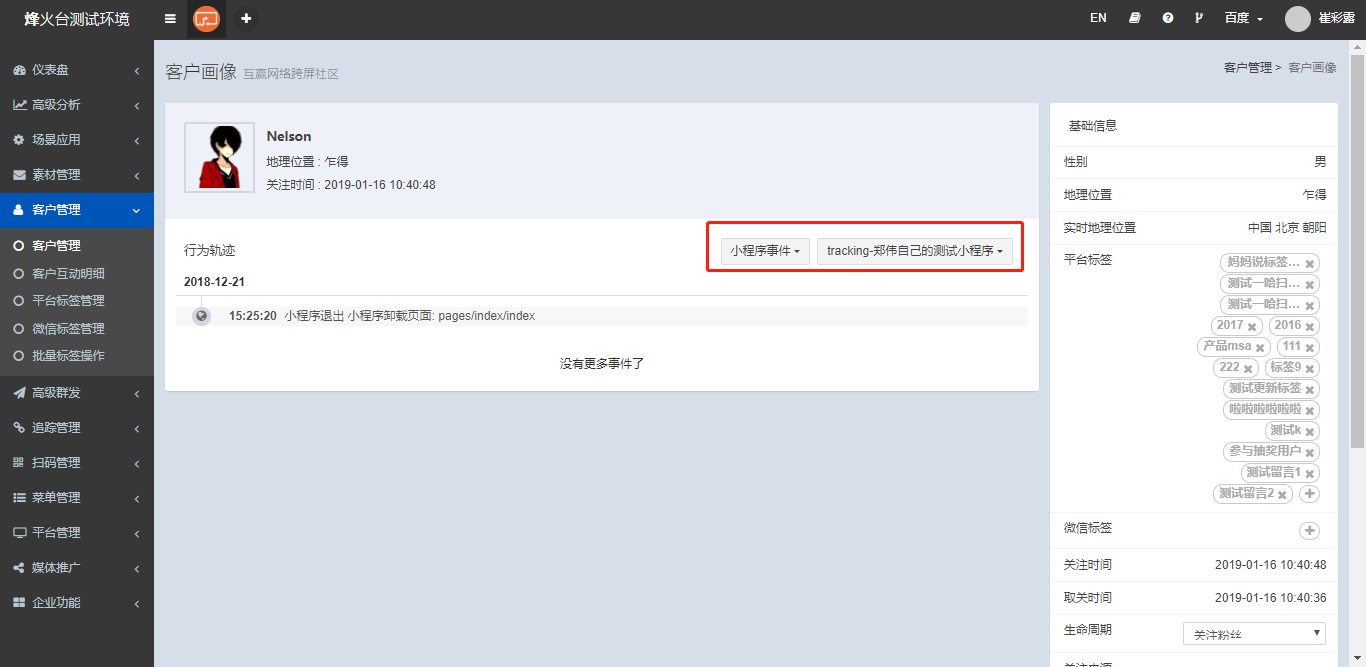 烽火台测试环境
EN
百度
崔彩露
仪表盘
高级分析
场景应用
素材管理
客户管理
客户管理
客户互动明细
平台标签管理
微信标签管理
批量标签操作
高级群发
追踪管理
扫码管理
菜单管理
平台管理
媒体推广
企业功能
客户画像 互赢网络跨屏社区
客户管理 > 客户画像
Nelson
地理位置 : 乍得
关注时间 : 2019-01-16 10:40:48
行为轨迹
小程序事件
tracking-郑伟自己的测试小程序
2018-12-21
15:25:20 小程序退出 小程序卸载页面: pages/index/index
没有更多事件了
基础信息
性别 男
地理位置 乍得
实时地理位置 中国 北京 朝阳
平台标签 妈妈说标签...
测试一哈扫...
测试一哈扫...
2017 2016
产品msa 111
222 标签9
测试更新标签
啦啦啦啦啦啦
测试k
参与抽奖用户
测试留言1
测试留言2
微信标签
关注时间 2019-01-16 10:40:48
取关时间 2019-01-16 10:40:36
生命周期 关注粉丝
关注来源